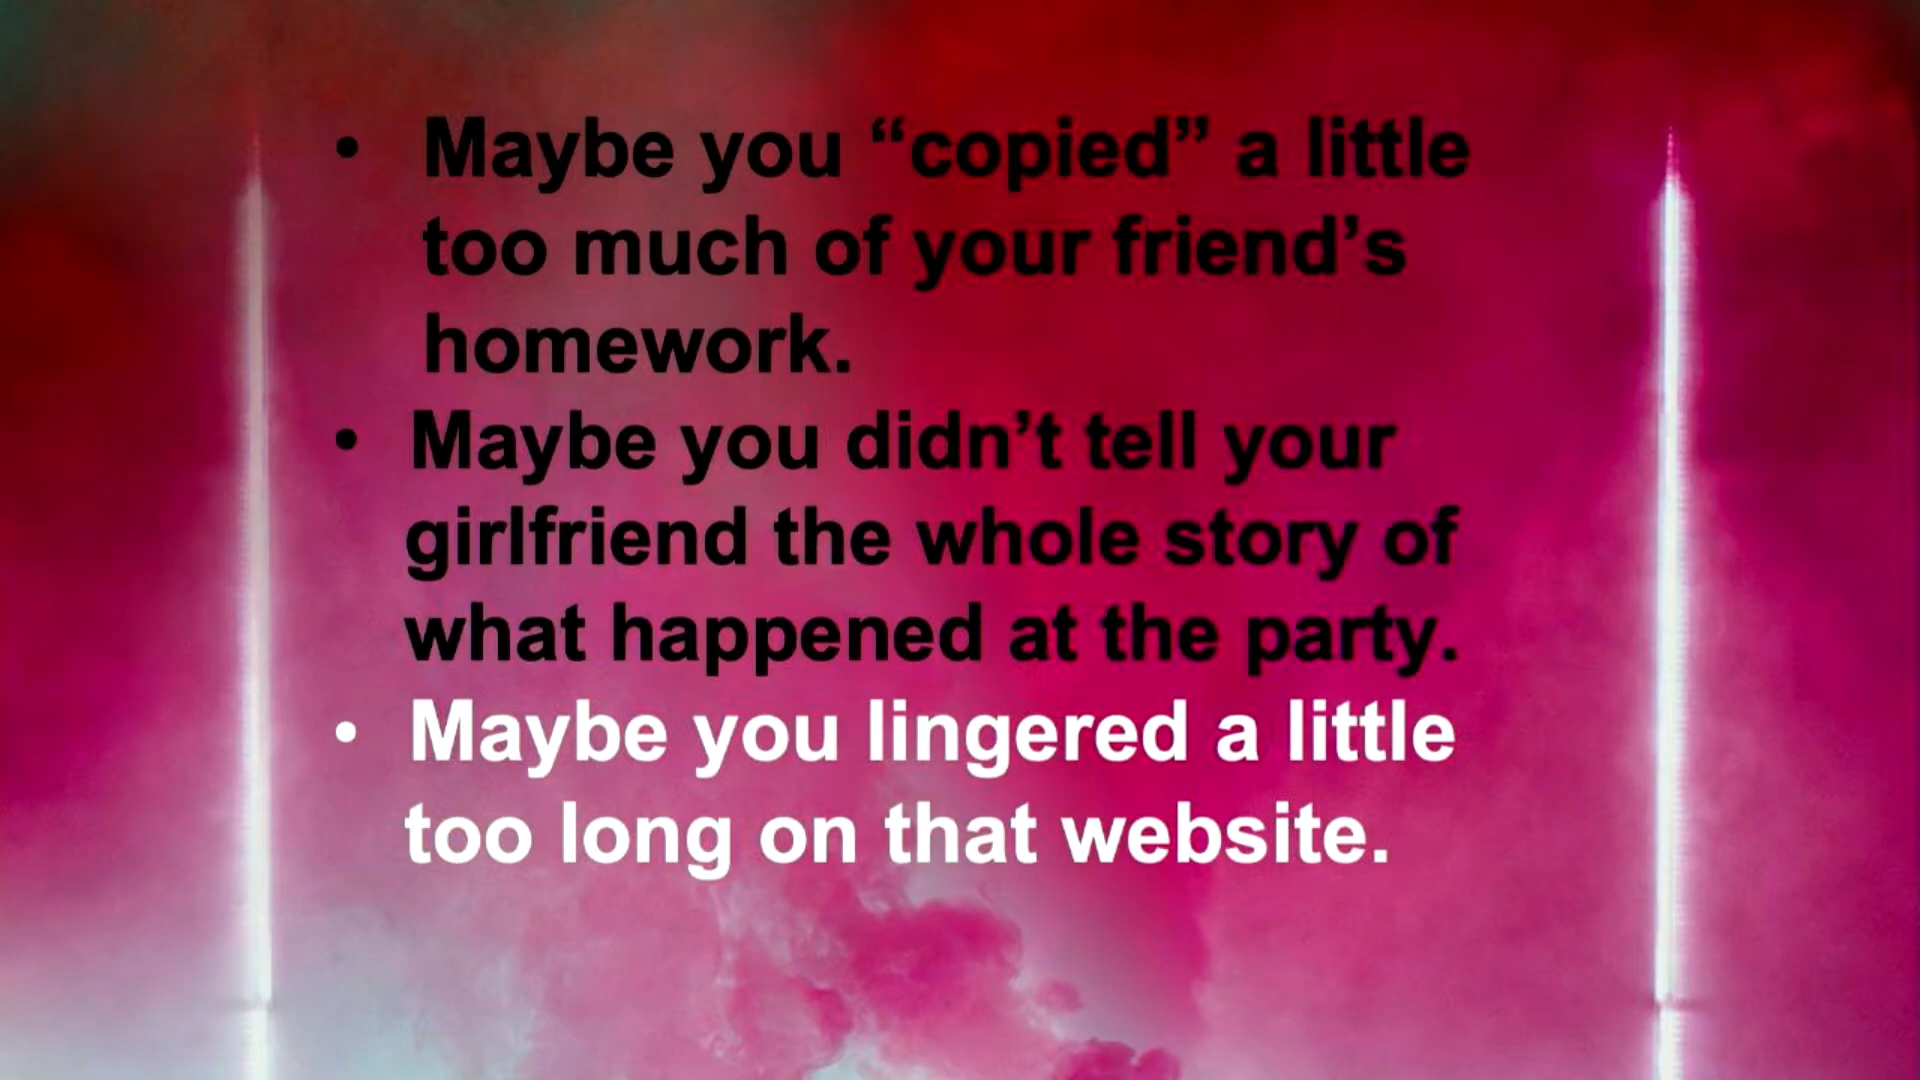 • Maybe you “copied” a little
too much of your friend’s
homework.
• Maybe you didn’t tell your
girlfriend the whole story of
what happened at the party.
• Maybe you lingered a little
too long on that website.